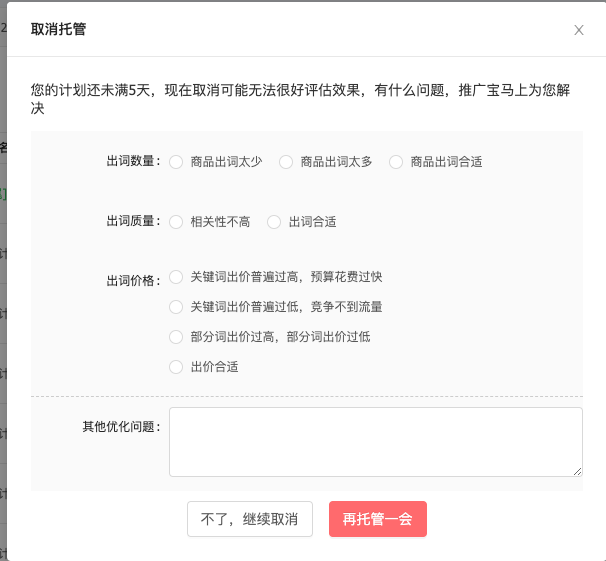 取消托管
您的计划还未满5天，现在取消可能无法很好评估效果，有什么问题，推广宝马上为您解
决
出词数量： 商品出词太少 商品出词太多 商品出词合适
出词质量： 相关性不高 出词合适
出词价格： 关键词出价普遍过高，预算花费过快
关键词出价普遍过低，竞争不到流量
部分词出价过高，部分词出价过低
出价合适
其他优化问题：
不了，继续取消 再托管一会